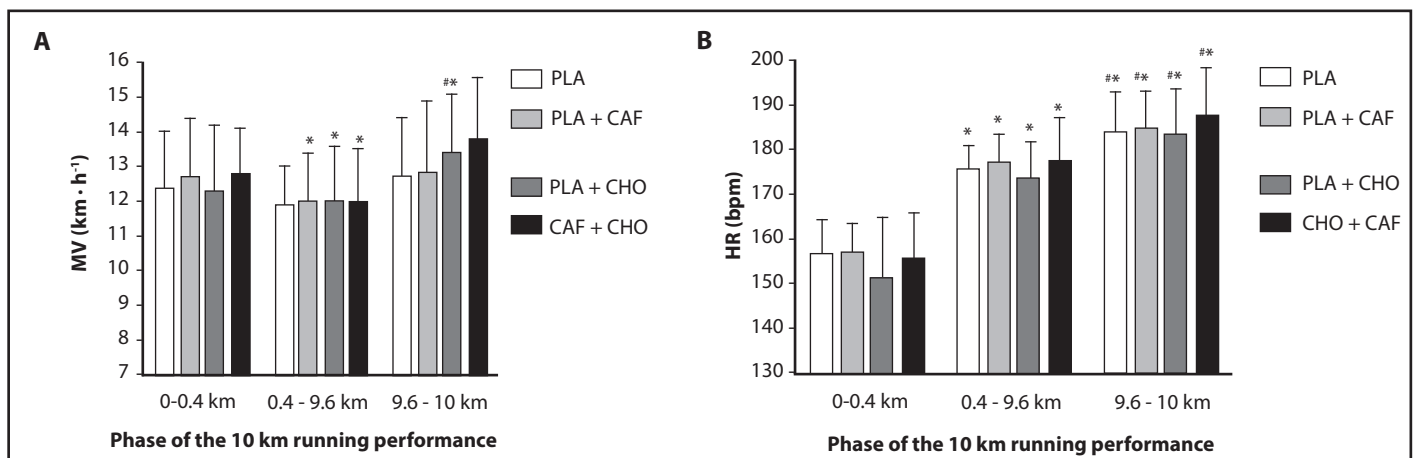 A
MV (km · h⁻¹)
16
15
14
13
12
11
10
9
8
7
* * *
#*
0-0.4 km 0.4 - 9.6 km 9.6 - 10 km
Phase of the 10 km running performance
PLA
PLA + CAF
PLA + CHO
CAF + CHO
B
HR (bpm)
200
190
180
170
160
150
140
130
* * * *
#* #* #* #*
0-0.4 km 0.4 - 9.6 km 9.6 - 10 km
Phase of the 10 km running performance
PLA
PLA + CAF
PLA + CHO
CHO + CAF